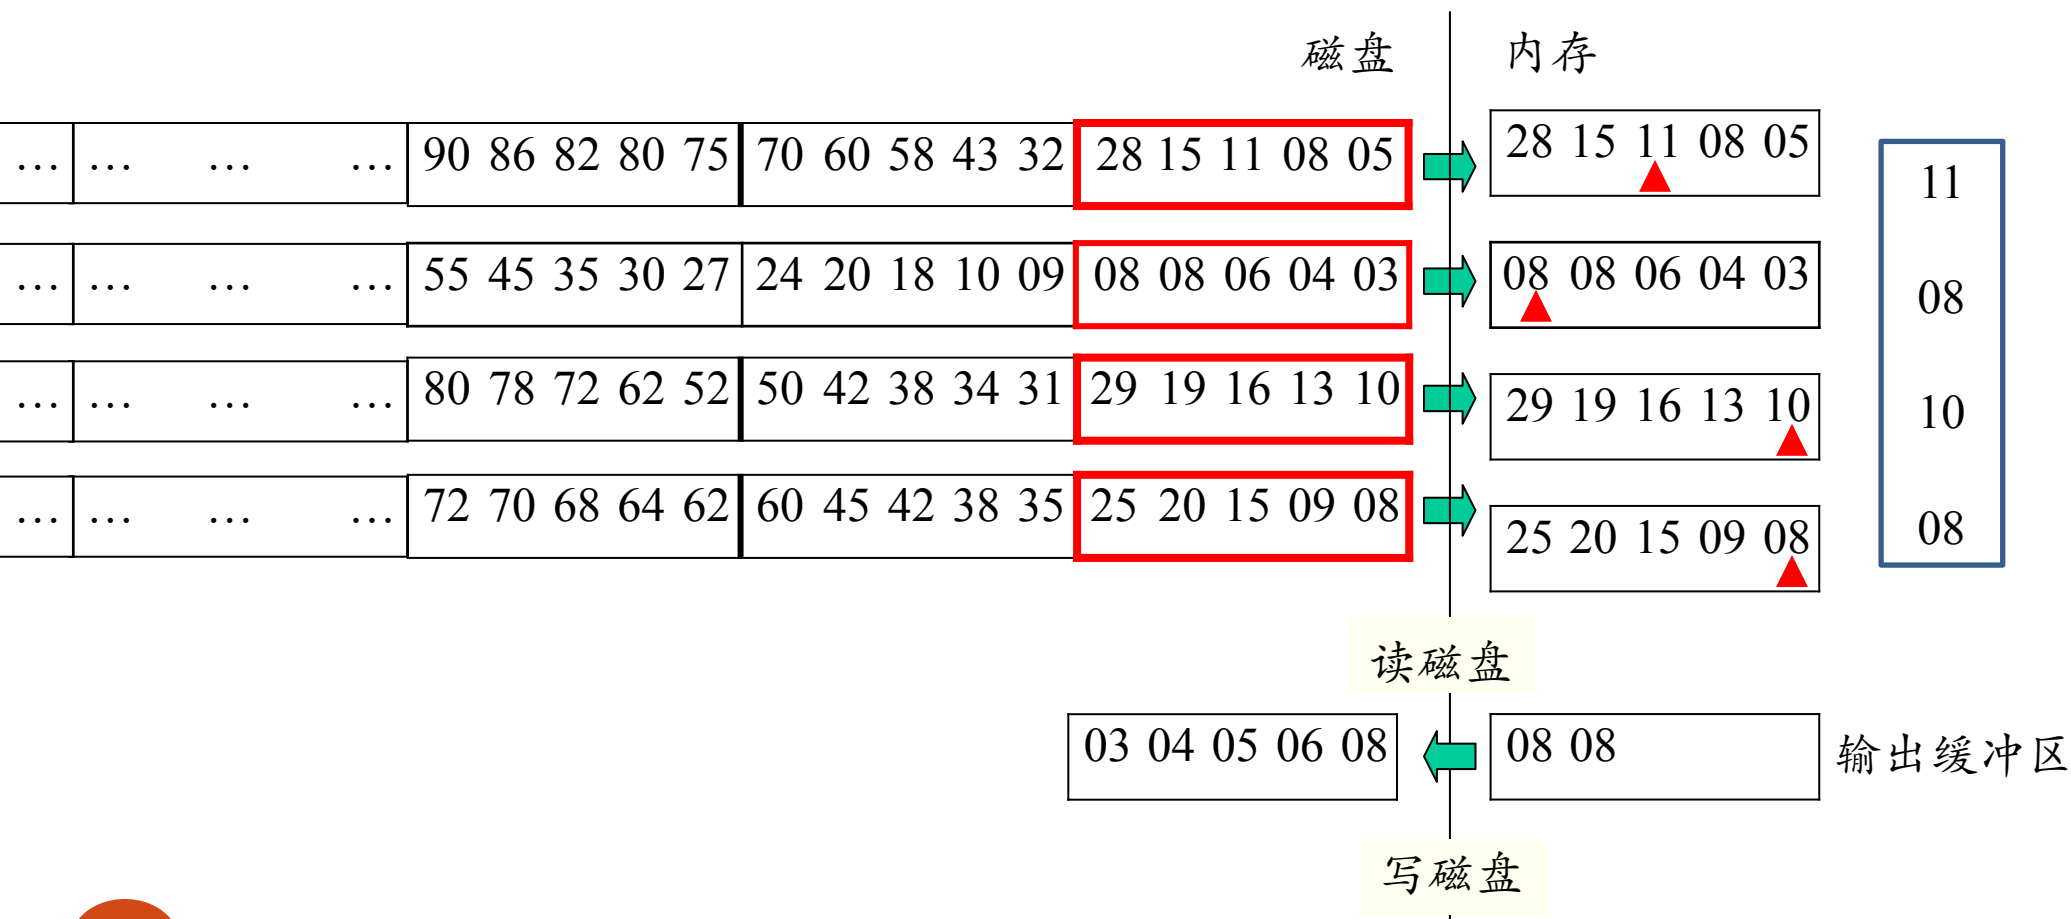 磁盘 内存
… … … … 90 86 82 80 75 70 60 58 43 32 28 15 11 08 05 28 15 11 08 05 11
… … … … 55 45 35 30 27 24 20 18 10 09 08 08 06 04 03 08 08 06 04 03 08
… … … … 80 78 72 62 52 50 42 38 34 31 29 19 16 13 10 29 19 16 13 10 10
… … … … 72 70 68 64 62 60 45 42 38 35 25 20 15 09 08 25 20 15 09 08 08
读磁盘
03 04 05 06 08 08 08 输出缓冲区
写磁盘